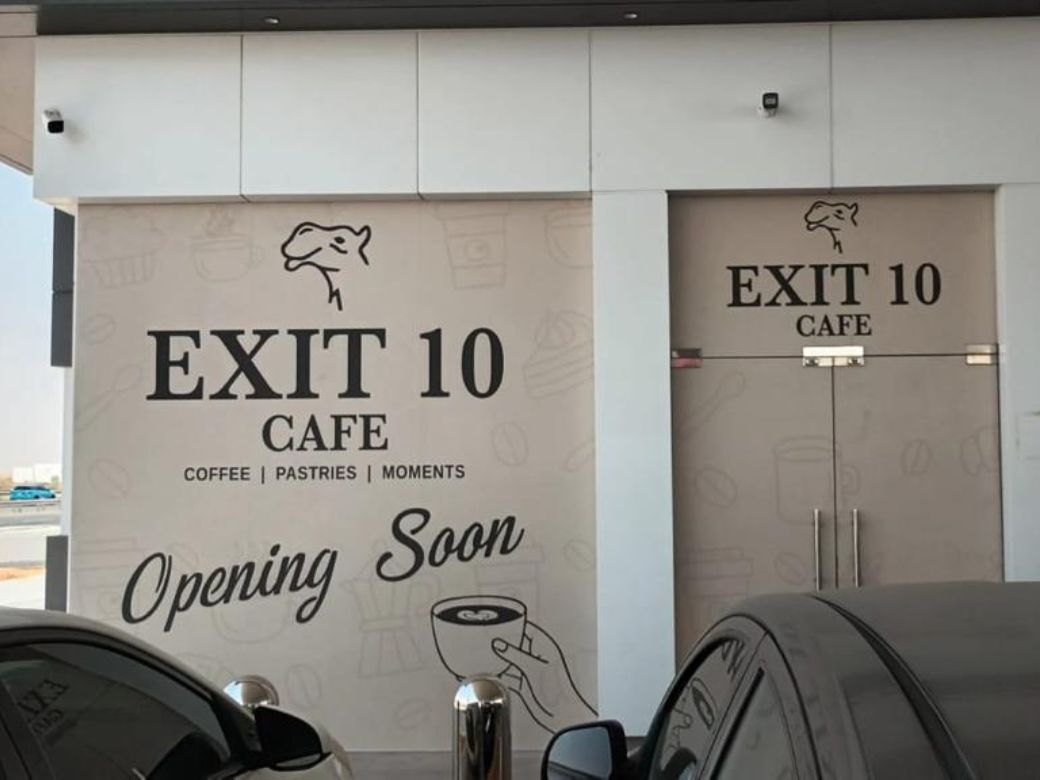 EXIT 10
CAFE
COFFEE | PASTRIES | MOMENTS
Opening Soon
EXIT 10
CAFE